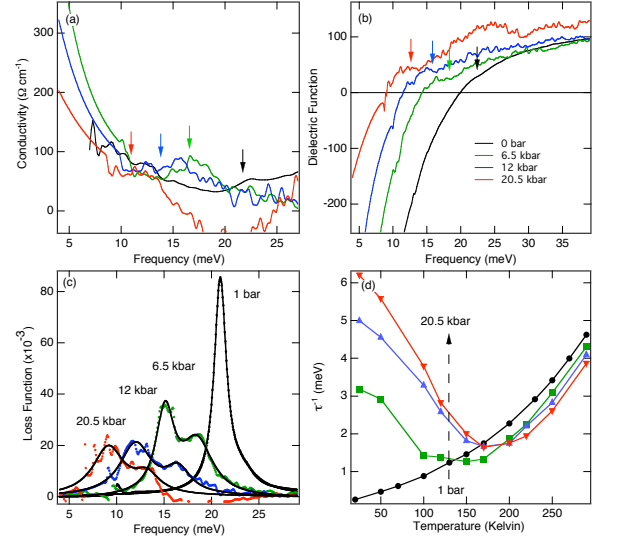 (a)
300
200
100
0
Conductivity (Ω cm⁻¹)
5
10
15
20
25
Frequency (meV)
(b)
100
0
-100
-200
Dielectric Function
0 bar
6.5 kbar
12 kbar
20.5 kbar
5
10
15
20
25
30
35
Frequency (meV)
(c)
80
60
40
20
0
Loss Function (x10⁻³)
1 bar
6.5 kbar
12 kbar
20.5 kbar
5
10
15
20
25
Frequency (meV)
(d)
6
5
4
3
2
1
τ⁻¹ (meV)
20.5 kbar
1 bar
50
100
150
200
250
Temperature (Kelvin)